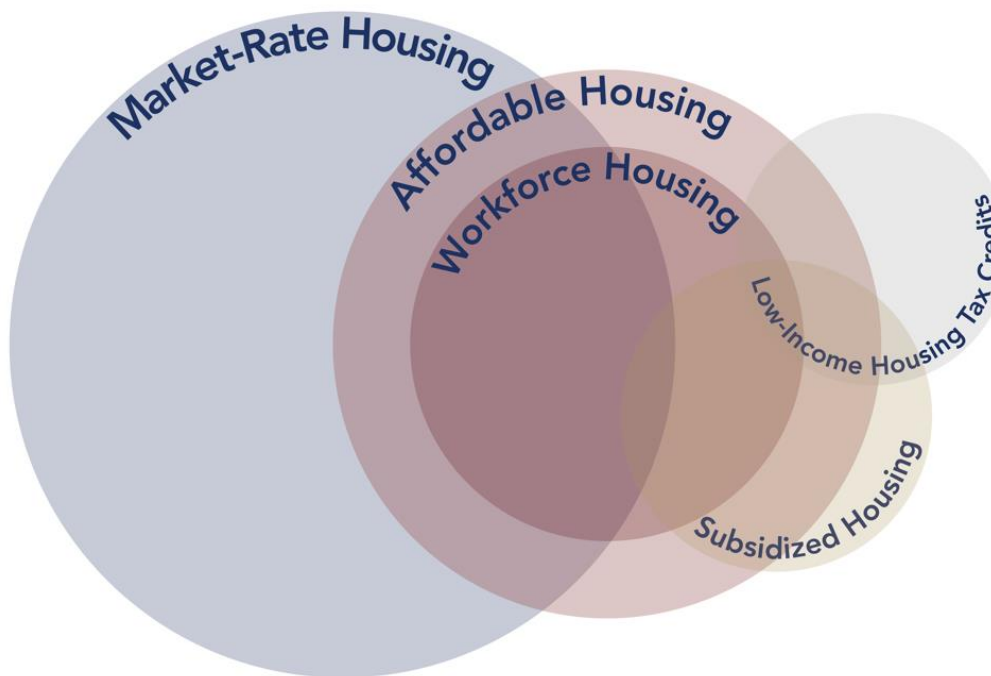 Market-Rate Housing
Affordable Housing
Workforce Housing
Low-Income Housing Tax Credits
Subsidized Housing